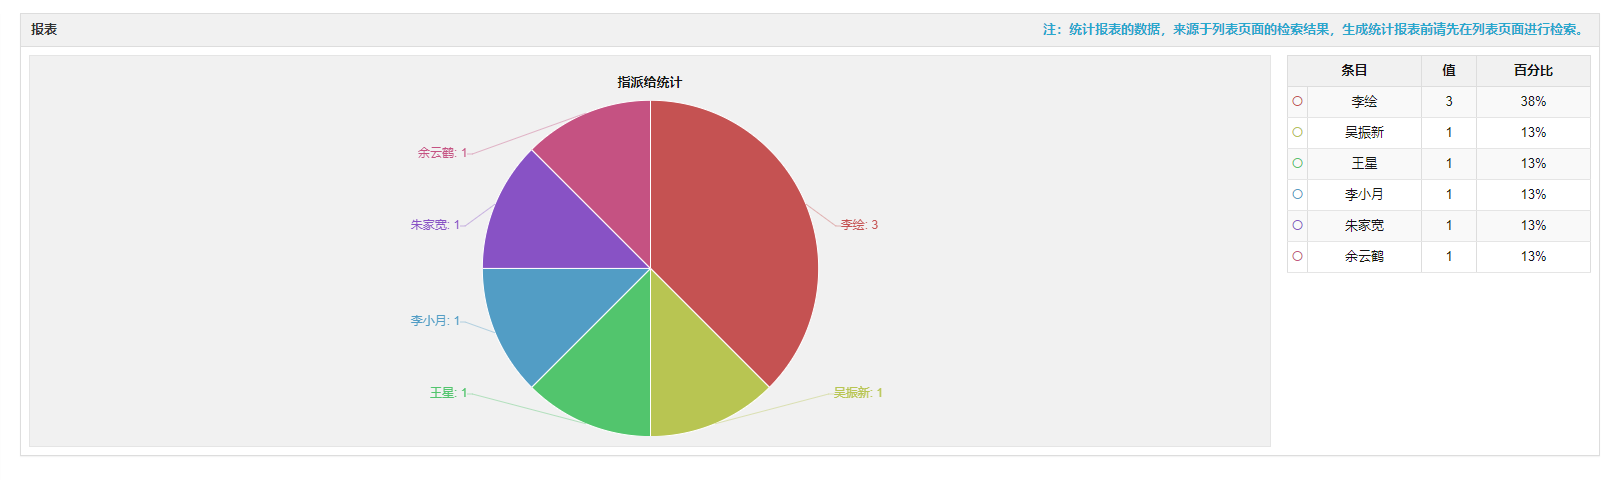 报表
注：统计报表的数据，来源于列表页面的检索结果，生成统计报表前请先在列表页面进行检索。
指派给统计
余云鹤: 1
朱家宽: 1
李绘: 3
李小月: 1
王星: 1
吴振新: 1
条目 值 百分比
李绘 3 38%
吴振新 1 13%
王星 1 13%
李小月 1 13%
朱家宽 1 13%
余云鹤 1 13%